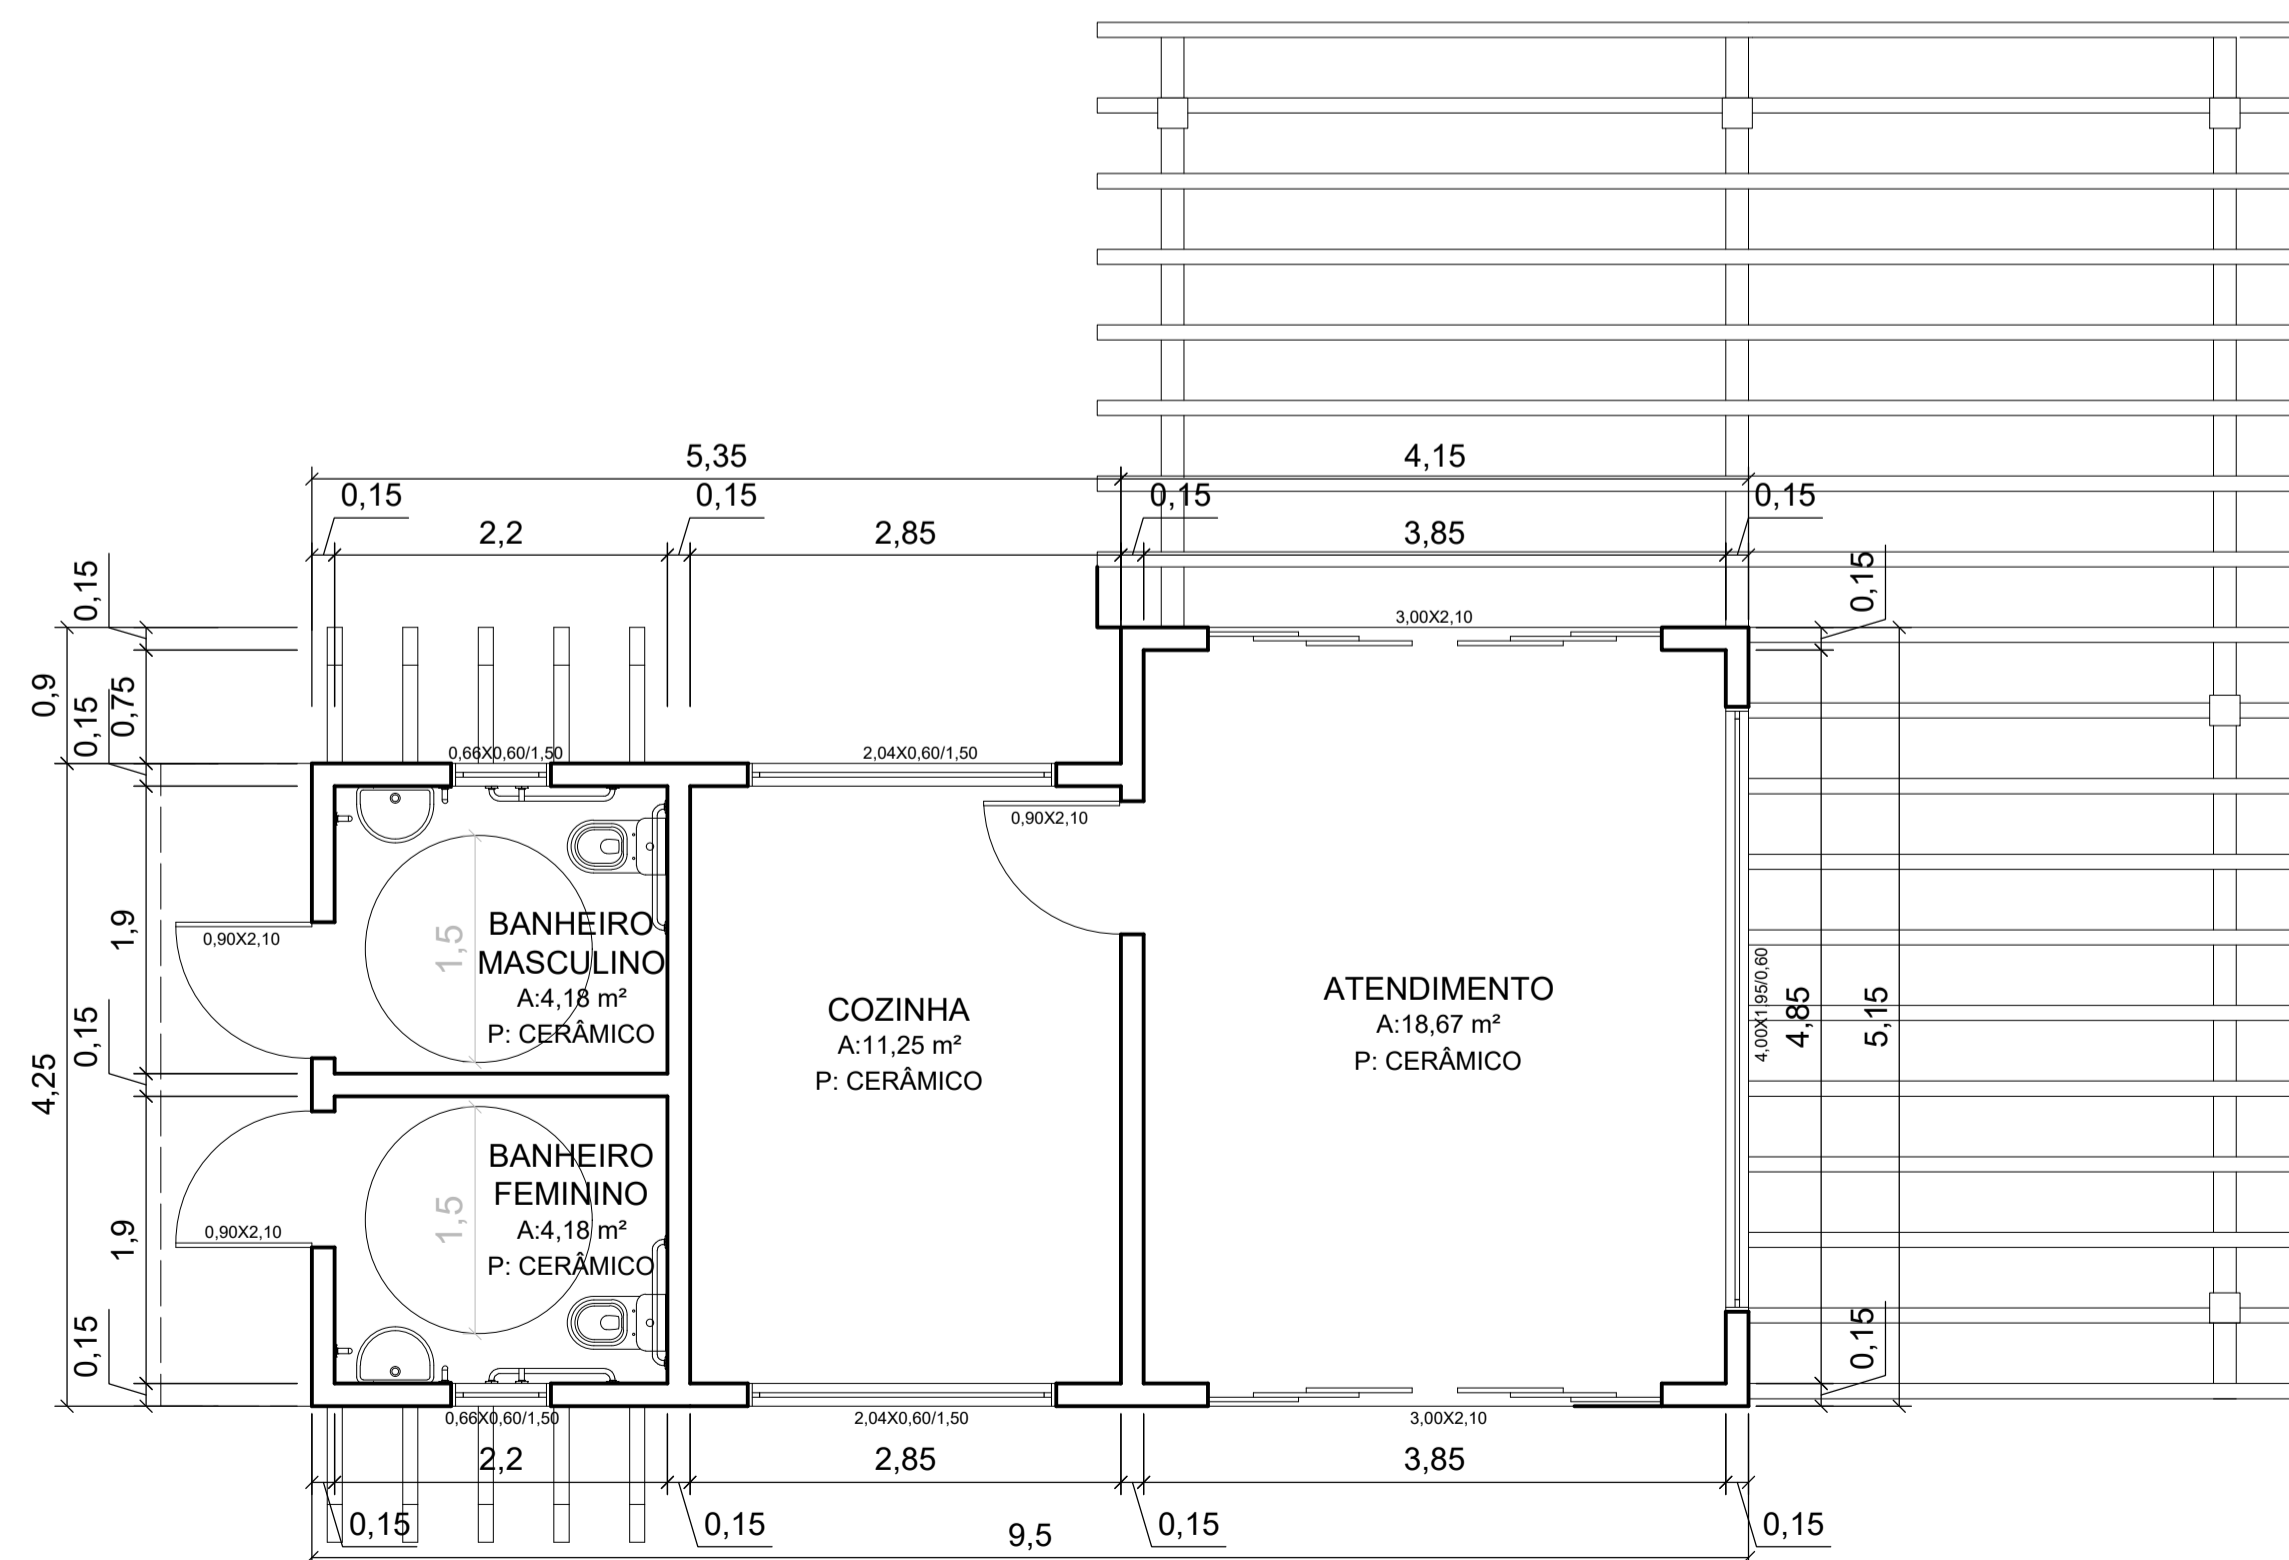 5,35
4,15
0,15
0,15
0,15
0,15
2,2
2,85
3,85
0,15
0,15
3,00X2,10
0,9
0,15
0,75
0,66X0,60/1,50
2,04X0,60/1,50
0,90X2,10
1,9
0,90X2,10
1,5
BANHEIRO
MASCULINO
A:4,18 m²
P: CERÂMICO
COZINHA
A:11,25 m²
P: CERÂMICO
ATENDIMENTO
A:18,67 m²
P: CERÂMICO
4,00X1,95/0,60
4,85
5,15
0,15
4,25
1,9
0,90X2,10
1,5
BANHEIRO
FEMININO
A:4,18 m²
P: CERÂMICO
0,15
0,15
0,66X0,60/1,50
2,04X0,60/1,50
3,00X2,10
2,2
2,85
3,85
0,15
0,15
0,15
0,15
9,5